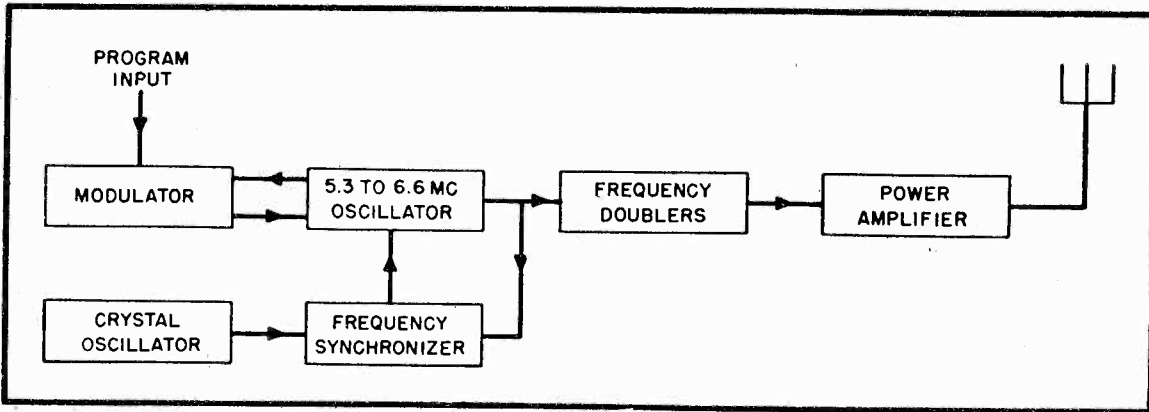 PROGRAM
INPUT
MODULATOR
5.3 TO 6.6 MC
OSCILLATOR
FREQUENCY
DOUBLERS
POWER
AMPLIFIER
CRYSTAL
OSCILLATOR
FREQUENCY
SYNCHRONIZER